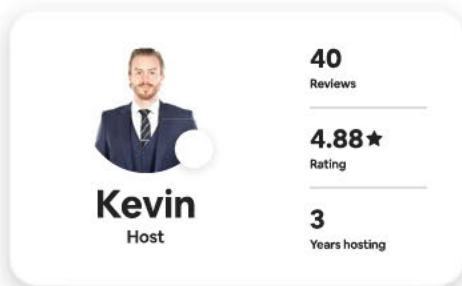 Kevin
Host
40
Reviews
4.88★
Rating
3
Years hosting